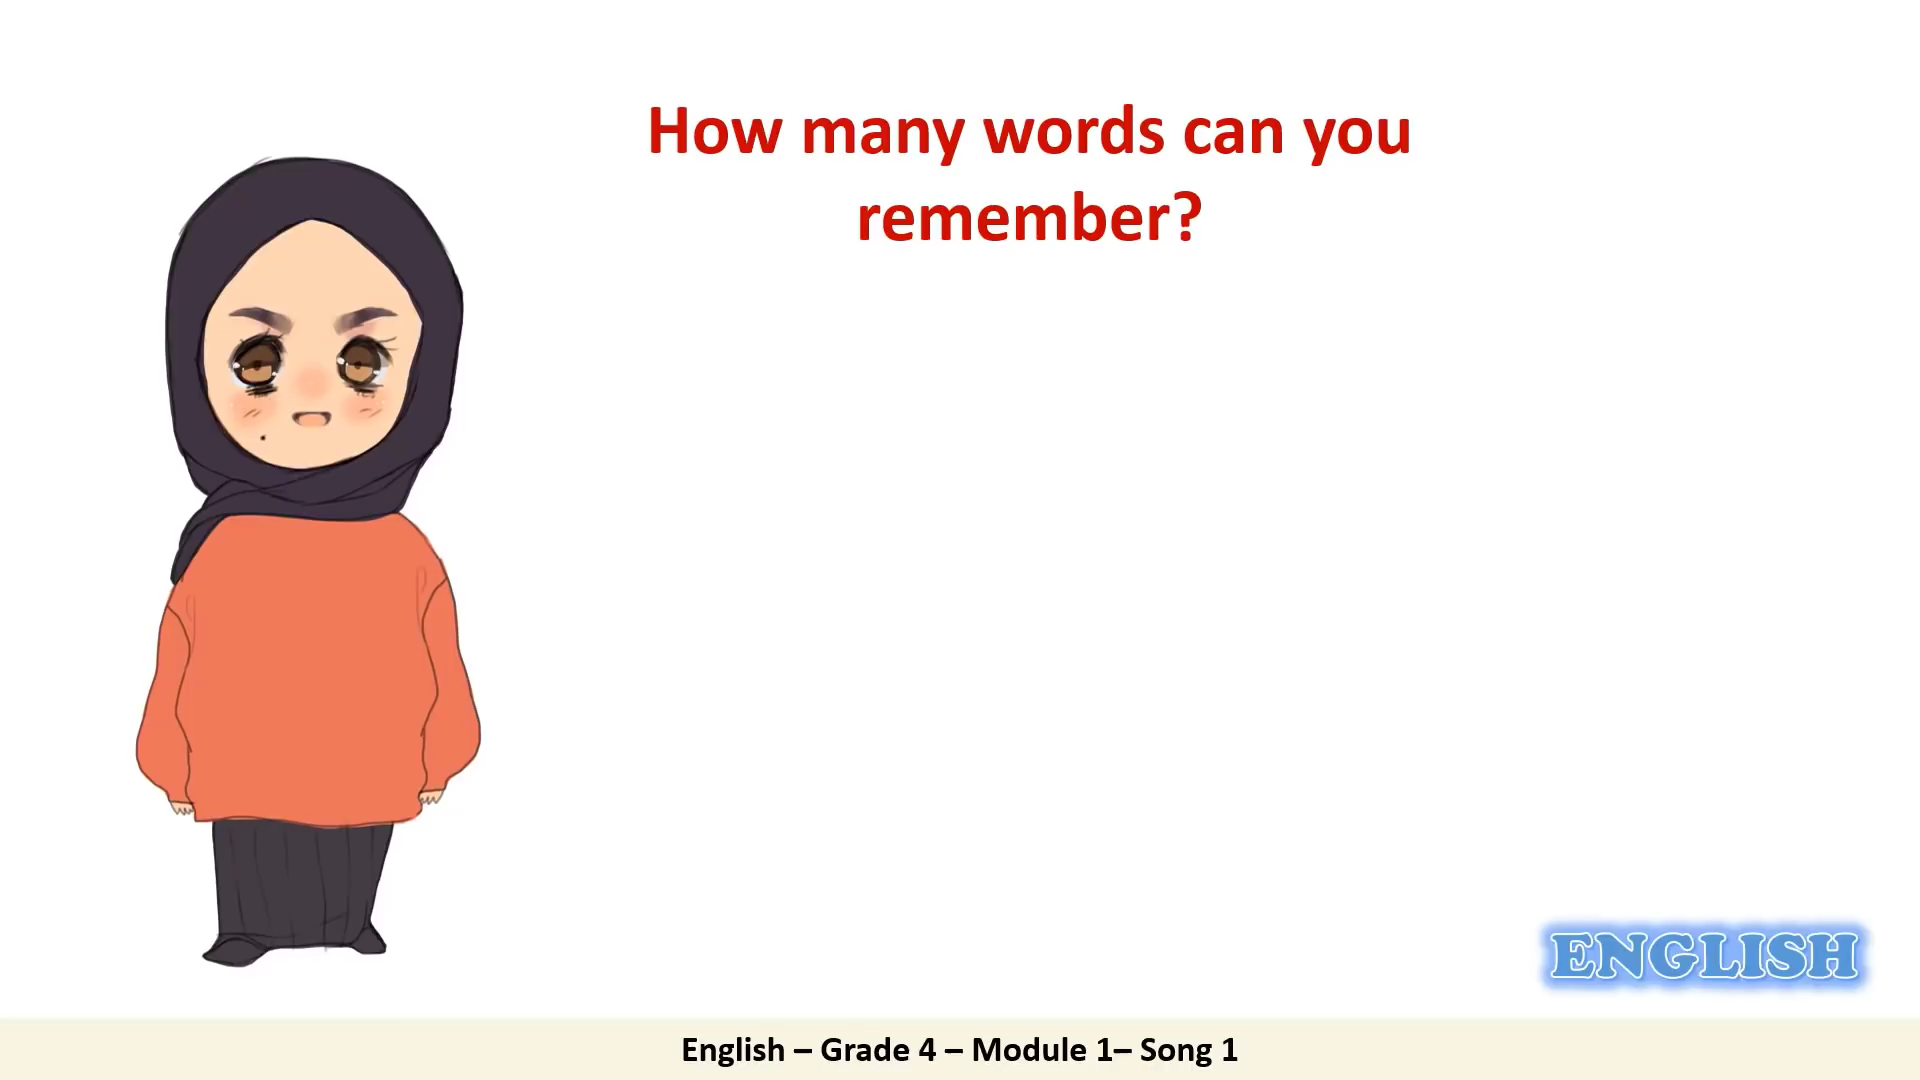 How many words can you
remember?
ENGLISH
English – Grade 4 – Module 1– Song 1